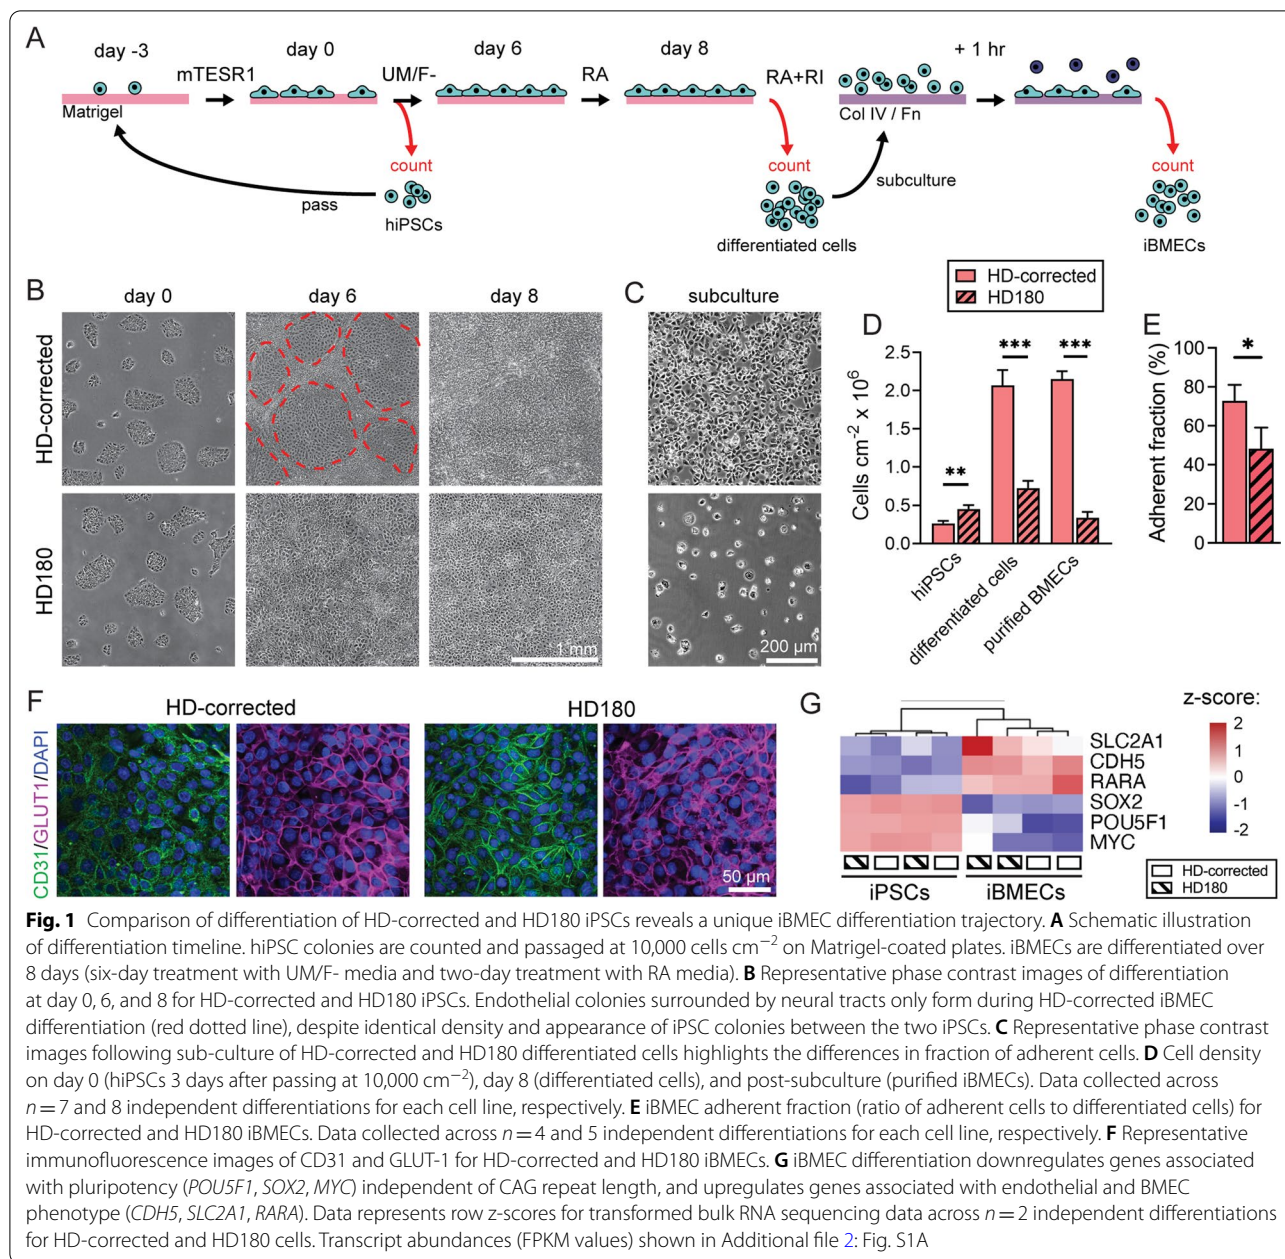 A
day -3
day 0
day 6
day 8
+ 1 hr
mTESR1
UM/F-
RA
RA+RI
Matrigel
Col IV / Fn
count
count
count
pass
subculture
hiPSCs
differentiated cells
iBMECs
B
day 0
day 6
day 8
HD-corrected
HD180
1 mm
C
subculture
200 µm
HD-corrected
HD180
D
Cells cm-2 x 10⁶
2.5
2.0
1.5
1.0
0.5
0.0
**
***
***
hiPSCs
differentiated cells
purified BMECs
E
Adherent fraction (%)
100
80
60
40
20
0
*
F
HD-corrected
HD180
CD31/GLUT1/DAPI
50 µm
G
z-score:
2
1
0
-1
-2
SLC2A1
CDH5
RARA
SOX2
POU5F1
MYC
iPSCs
iBMECs
HD-corrected
HD180
Fig. 1 Comparison of differentiation of HD-corrected and HD180 iPSCs reveals a unique iBMEC differentiation trajectory. A Schematic illustration
of differentiation timeline. hiPSC colonies are counted and passaged at 10,000 cells cm⁻² on Matrigel-coated plates. iBMECs are differentiated over
8 days (six-day treatment with UM/F- media and two-day treatment with RA media). B Representative phase contrast images of differentiation
at day 0, 6, and 8 for HD-corrected and HD180 iPSCs. Endothelial colonies surrounded by neural tracts only form during HD-corrected iBMEC
differentiation (red dotted line), despite identical density and appearance of iPSC colonies between the two iPSCs. C Representative phase contrast
images following sub-culture of HD-corrected and HD180 differentiated cells highlights the differences in fraction of adherent cells. D Cell density
on day 0 (hiPSCs 3 days after passing at 10,000 cm⁻²), day 8 (differentiated cells), and post-subculture (purified iBMECs). Data collected across
n = 7 and 8 independent differentiations for each cell line, respectively. E iBMEC adherent fraction (ratio of adherent cells to differentiated cells) for
HD-corrected and HD180 iBMECs. Data collected across n = 4 and 5 independent differentiations for each cell line, respectively. F Representative
immunofluorescence images of CD31 and GLUT-1 for HD-corrected and HD180 iBMECs. G iBMEC differentiation downregulates genes associated
with pluripotency (POU5F1, SOX2, MYC) independent of CAG repeat length, and upregulates genes associated with endothelial and BMEC
phenotype (CDH5, SLC2A1, RARA). Data represents row z-scores for transformed bulk RNA sequencing data across n = 2 independent differentiations
for HD-corrected and HD180 cells. Transcript abundances (FPKM values) shown in Additional file 2: Fig. S1A